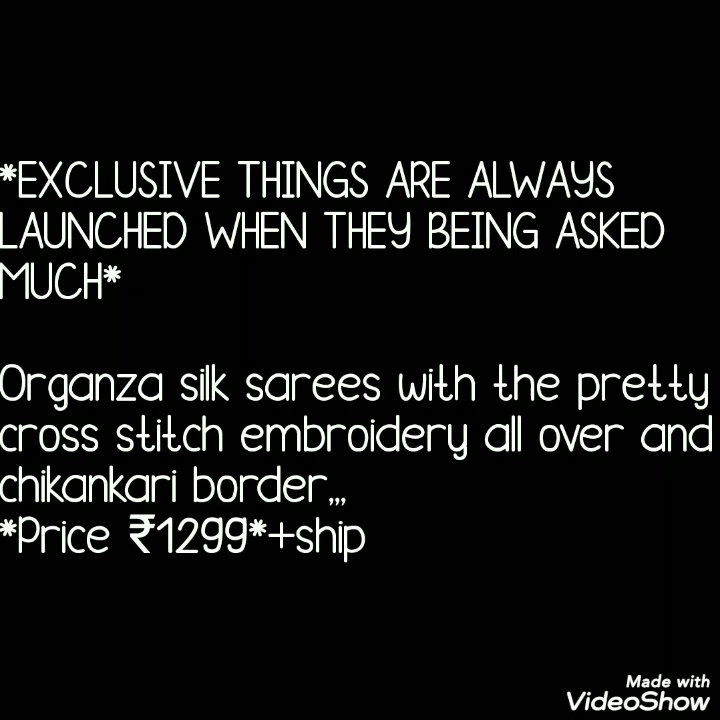 *EXCLUSIVE THINGS ARE ALWAYS
LAUNCHED WHEN THEY BEING ASKED
MUCH*
Organza silk sarees with the pretty
cross stitch embroidery all over and
chikankari border,,,
*Price ₹1299*+ship
Made with
VideoShow